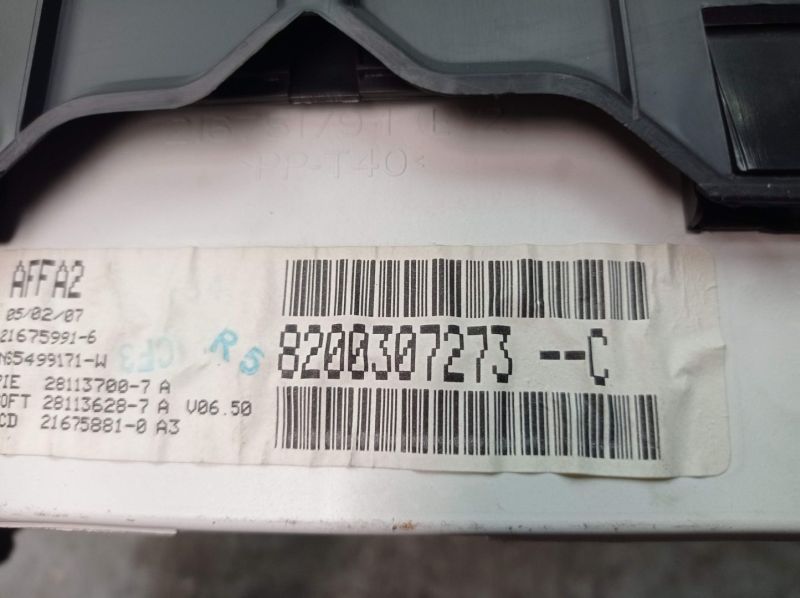 >PP-T40<
AFFA2
05/02/07
21675991-6
N65499171-W CF3 R5
8200307273 --C
PIE 28113700-7 A
OFT 28113628-7 A V06.50
CD 21675881-0 A3